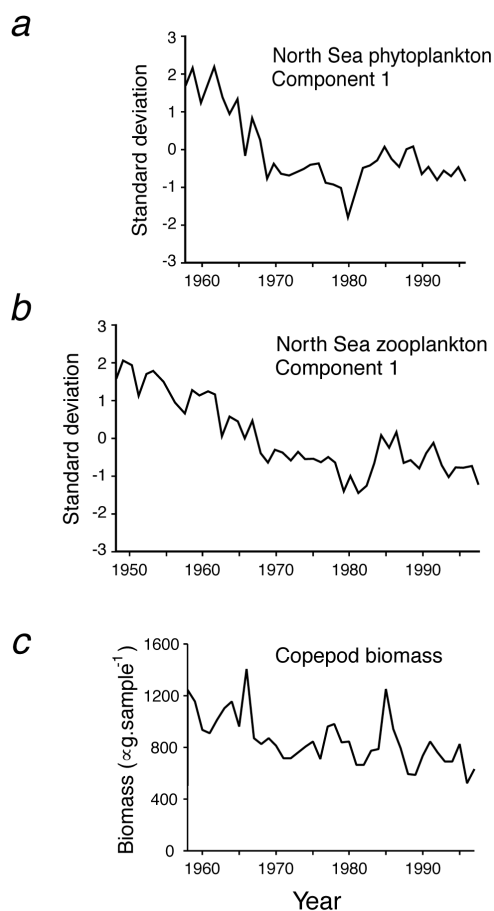 a
North Sea phytoplankton
Component 1
Standard deviation
3
2
1
0
-1
-2
-3
1960 1970 1980 1990
b
North Sea zooplankton
Component 1
Standard deviation
3
2
1
0
-1
-2
-3
1950 1960 1970 1980 1990
c
Copepod biomass
Biomass (∝g.sample⁻¹)
1600
1200
800
400
0
1960 1970 1980 1990
Year